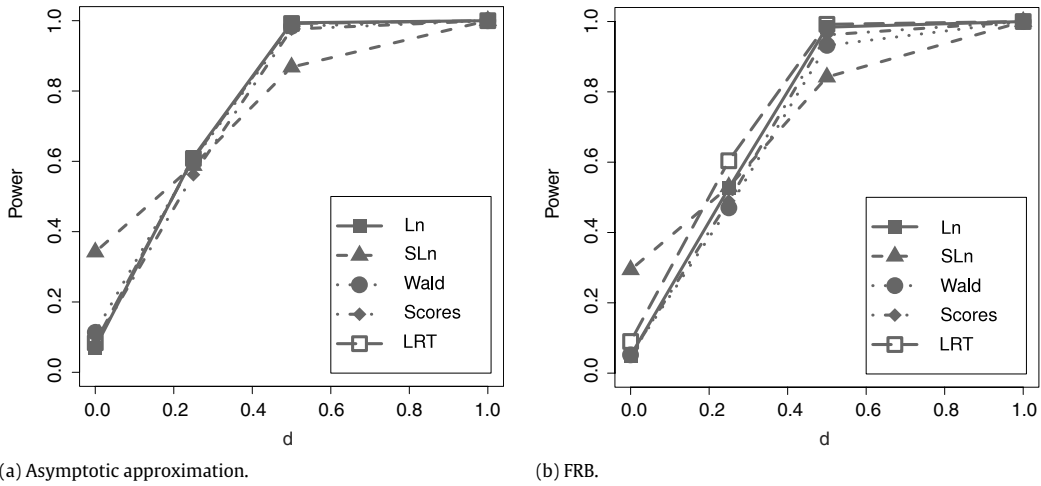 1.0
0.8
0.6
0.4
0.2
0.0
Power
Ln
SLn
Wald
Scores
LRT
0.0 0.2 0.4 0.6 0.8 1.0
d
(a) Asymptotic approximation.
1.0
0.8
0.6
0.4
0.2
0.0
Power
Ln
SLn
Wald
Scores
LRT
0.0 0.2 0.4 0.6 0.8 1.0
d
(b) FRB.